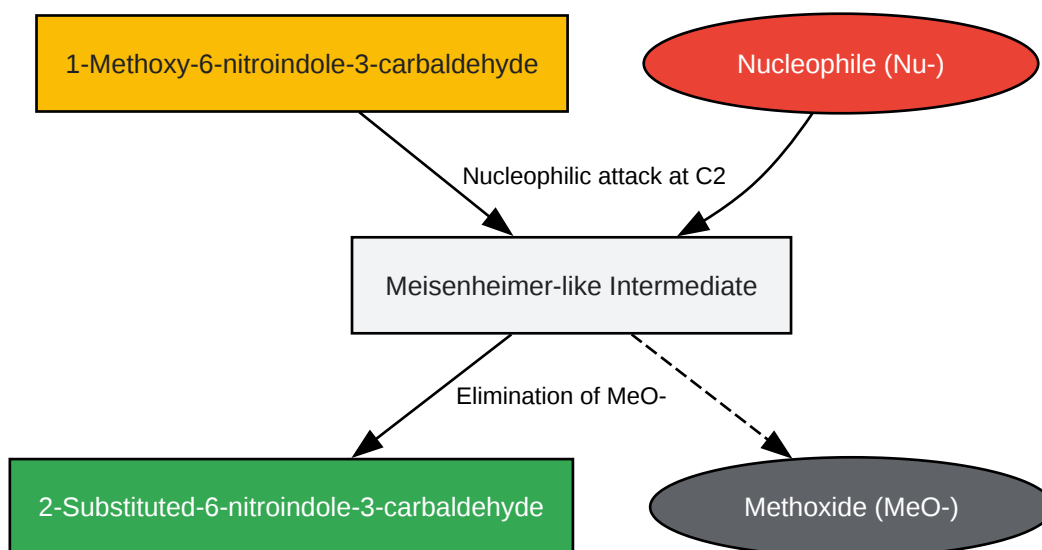 1-Methoxy-6-nitroindole-3-carbaldehyde
Nucleophile (Nu-)
Nucleophilic attack at C2
Meisenheimer-like Intermediate
Elimination of MeO-
2-Substituted-6-nitroindole-3-carbaldehyde
Methoxide (MeO-)